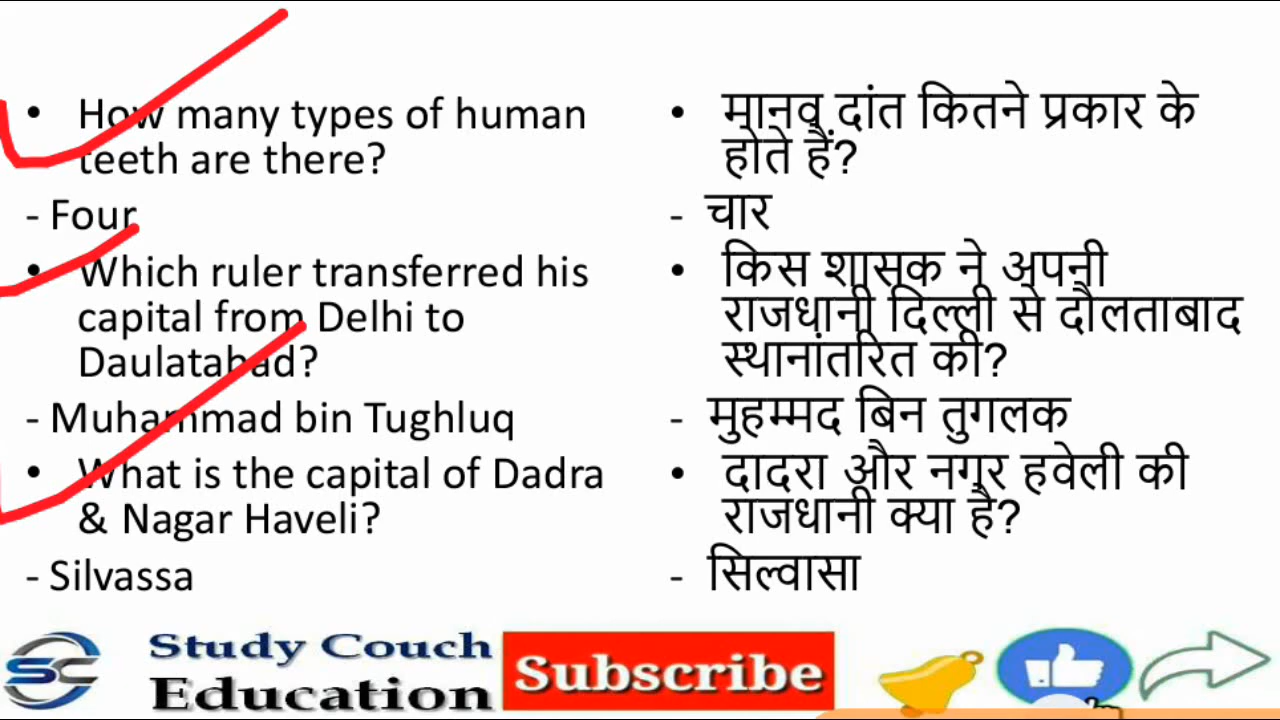 • How many types of human
teeth are there?
- Four
• Which ruler transferred his
capital from Delhi to
Daulatabad?
- Muhammad bin Tughluq
• What is the capital of Dadra
& Nagar Haveli?
- Silvassa
• मानव दांत कितने प्रकार के
होते हैं?
- चार
• किस शासक ने अपनी
राजधानी दिल्ली से दौलताबाद
स्थानांतरित की?
- मुहम्मद बिन तुगलक
• दादरा और नगर हवेली की
राजधानी क्या है?
- सिल्वासा
SC
Study Couch
Education
Subscribe